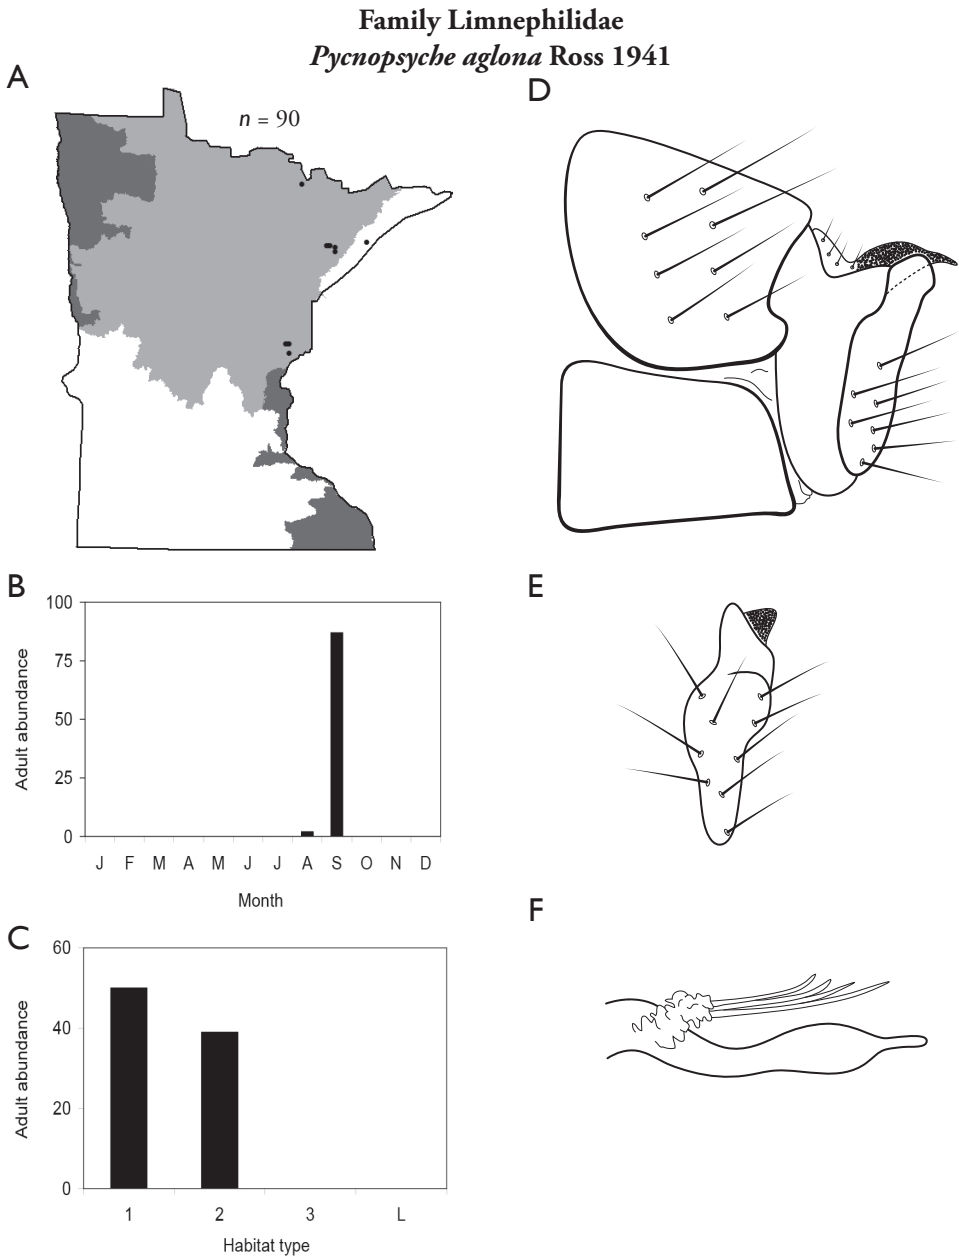 Family Limnephilidae
Pycnopsyche aglona Ross 1941
A
n = 90
B
100
75
50
25
0
Adult abundance
J F M A M J J A S O N D
Month
C
60
40
20
0
Adult abundance
1 2 3 L
Habitat type
D
E
F